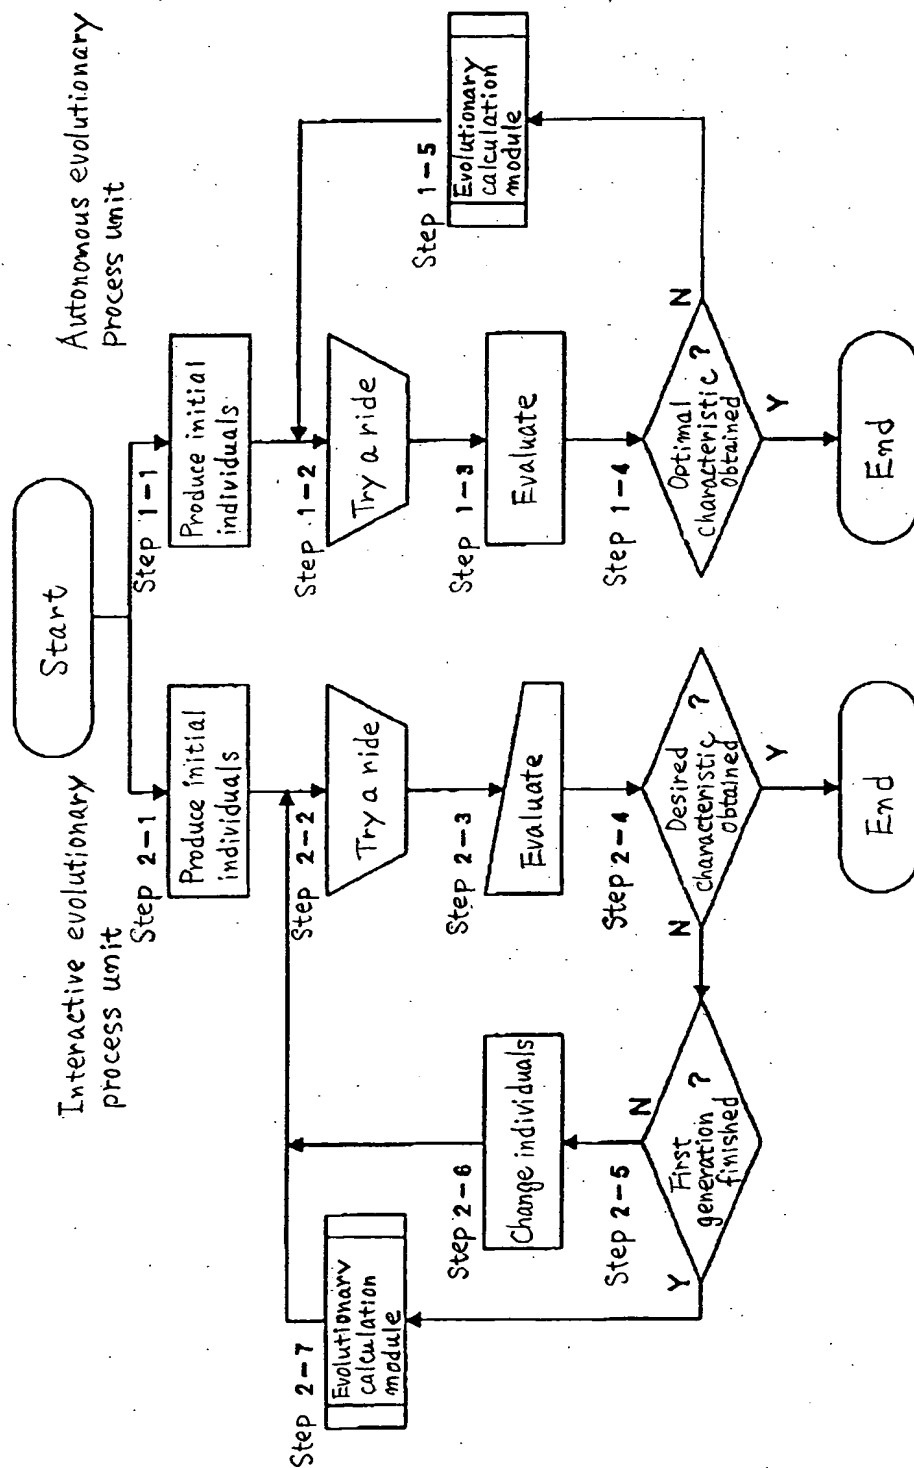 Start
Interactive evolutionary
process unit
Autonomous evolutionary
process unit
Step 2-1
Produce initial
individuals
Step 2-2
Try a ride
Step 2-3
Evaluate
Step 2-4
Desired
characteristic ?
obtained
N
Y
End
Step 2-5
First
generation ?
finished
N
Y
Step 2-6
Change individuals
Step 2-7
Evolutionary
calculation
module
Step 1-1
Produce initial
individuals
Step 1-2
Try a ride
Step 1-3
Evaluate
Step 1-4
Optimal
characteristic ?
obtained
N
Y
End
Step 1-5
Evolutionary
calculation
module